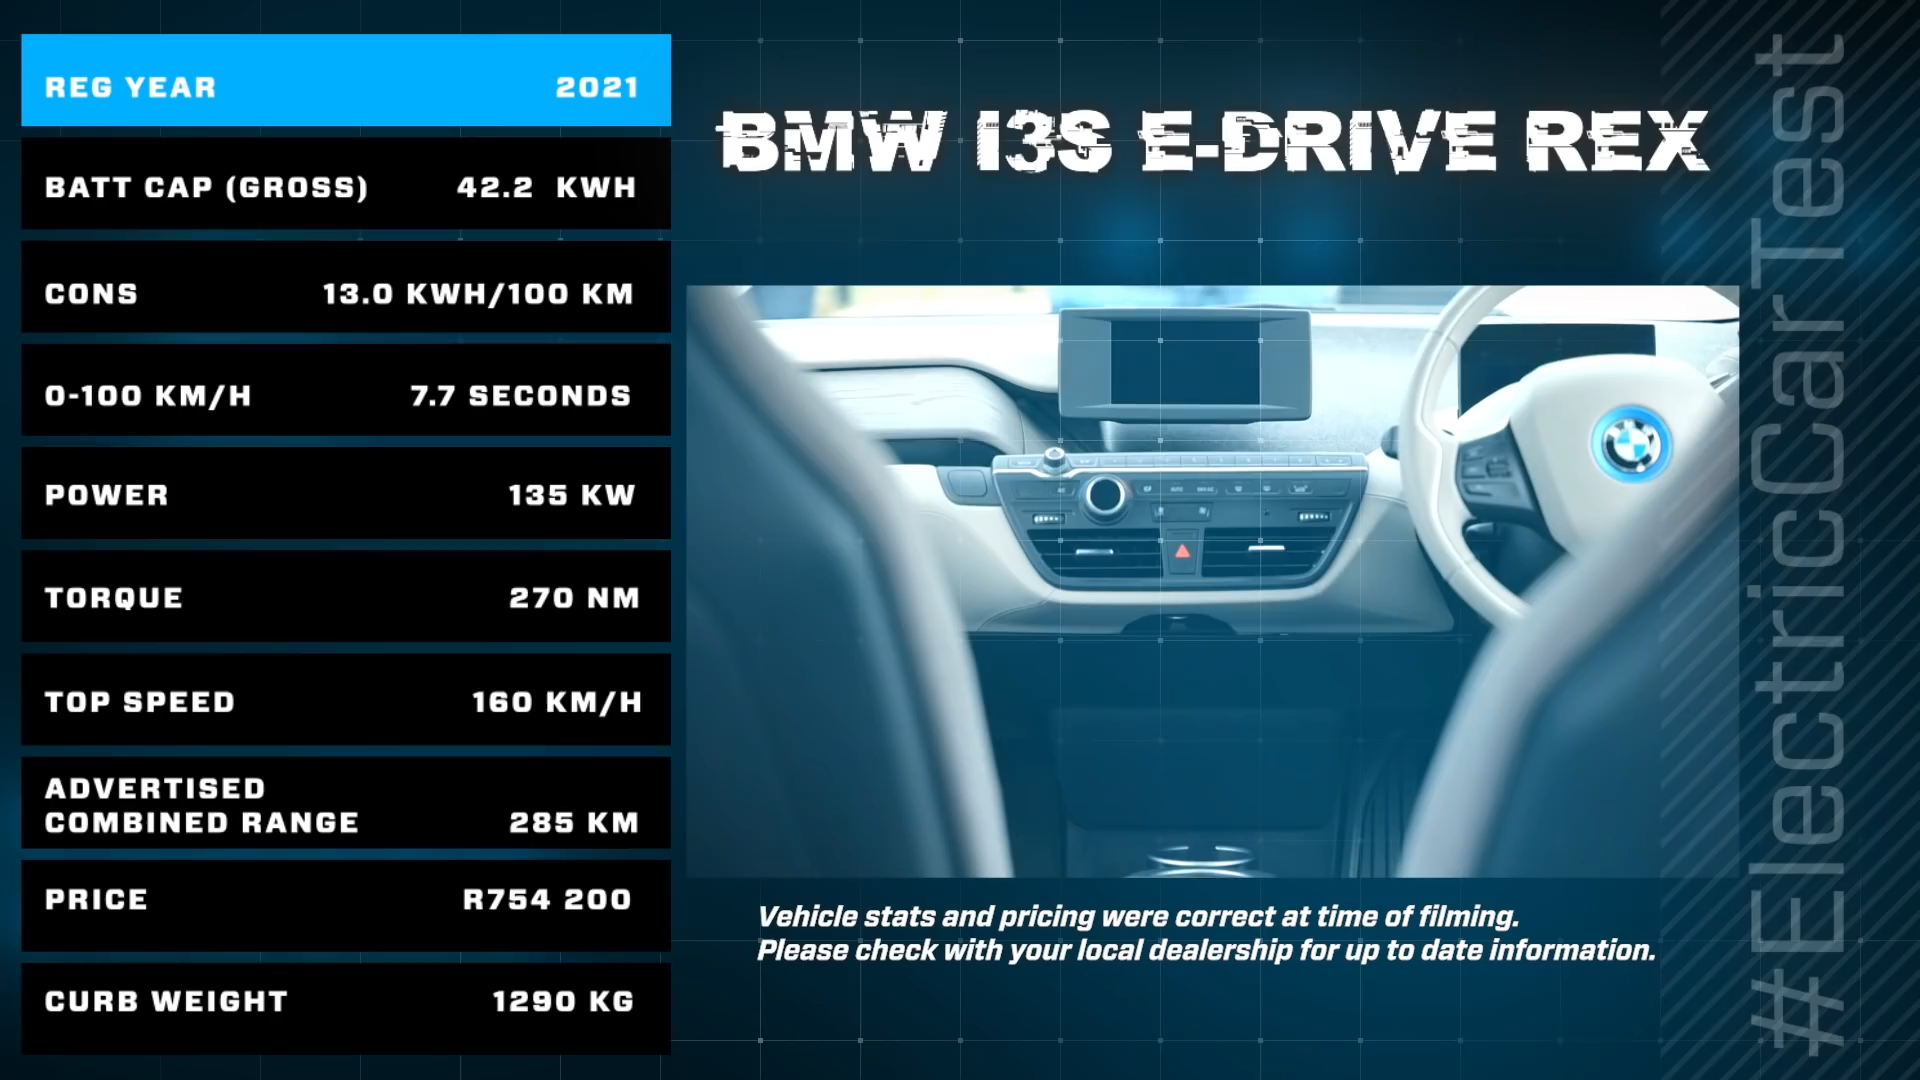 REG YEAR 2021
BATT CAP (GROSS) 42.2 KWH
CONS 13.0 KWH/100 KM
0-100 KM/H 7.7 SECONDS
POWER 135 KW
TORQUE 270 NM
TOP SPEED 160 KM/H
ADVERTISED
COMBINED RANGE 285 KM
PRICE R754 200
CURB WEIGHT 1290 KG
BMW I3S E-DRIVE REX
Vehicle stats and pricing were correct at time of filming.
Please check with your local dealership for up to date information.
#ElectricCarTest